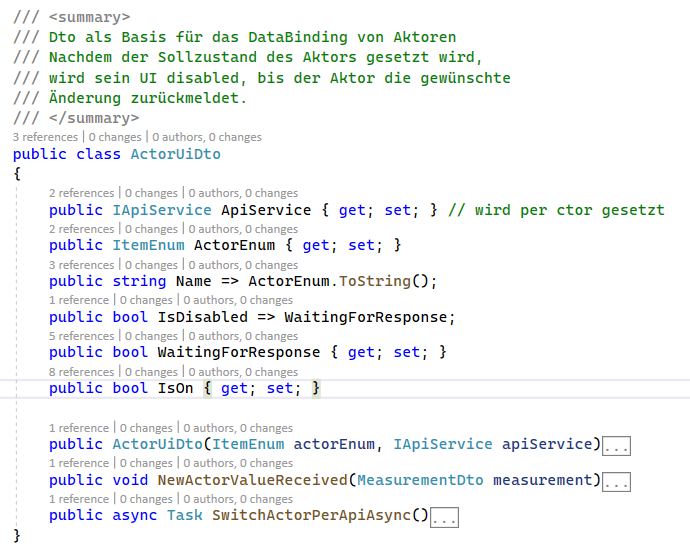 /// <summary>
/// Dto als Basis für das DataBinding von Aktoren
/// Nachdem der Sollzustand des Aktors gesetzt wird,
/// wird sein UI disabled, bis der Aktor die gewünschte
/// Änderung zurückmeldet.
/// </summary>
3 references | 0 changes | 0 authors, 0 changes
public class ActorUiDto
{
2 references | 0 changes | 0 authors, 0 changes
public IApiService ApiService { get; set; } // wird per ctor gesetzt
2 references | 0 changes | 0 authors, 0 changes
public ItemEnum ActorEnum { get; set; }
3 references | 0 changes | 0 authors, 0 changes
public string Name => ActorEnum.ToString();
1 reference | 0 changes | 0 authors, 0 changes
public bool IsDisabled => WaitingForResponse;
5 references | 0 changes | 0 authors, 0 changes
public bool WaitingForResponse { get; set; }
8 references | 0 changes | 0 authors, 0 changes
public bool IsOn { get; set; }
1 reference | 0 changes | 0 authors, 0 changes
public ActorUiDto(ItemEnum actorEnum, IApiService apiService)...
1 reference | 0 changes | 0 authors, 0 changes
public void NewActorValueReceived(MeasurementDto measurement)...
1 reference | 0 changes | 0 authors, 0 changes
public async Task SwitchActorPerApiAsync()...
}